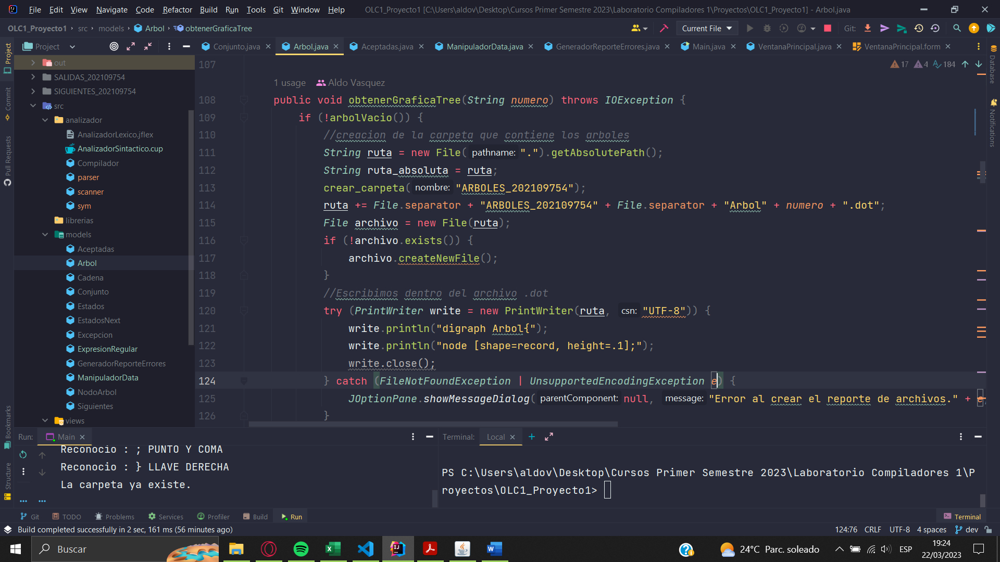 File Edit View Navigate Code Refactor Build Run Tools Git Window Help OLC1_Proyecto1 [C:\Users\aldov\Desktop\Cursos Primer Semestre 2023\Laboratorio Compiladores 1\Proyectos\OLC1_Proyecto1] - Arbol.java
OLC1_Proyecto1 src models Arbol obtenerGraficaTree Current File Git:
Project Conjunto.java Arbol.java Aceptadas.java ManipuladorData.java GeneradorReporteErrores.java Main.java VentanaPrincipal.java VentanaPrincipal.form
Project
Commit
Pull Requests
Bookmarks
Structure
Database
Notifications
out
SALIDAS_202109754
SIGUIENTES_202109754
src
analizador
AnalizadorLexico.jflex
AnalizadorSintactico.cup
Compilador
parser
scanner
sym
librerias
models
Aceptadas
Arbol
Cadena
Conjunto
Estados
EstadosNext
Excepcion
ExpresionRegular
GeneradorReporteErrores
ManipuladorData
NodoArbol
Siguientes
views
17 4 184
107
1 usage Aldo Vasquez
108 public void obtenerGraficaTree(String numero) throws IOException {
109 if (!arbolVacio()) {
110 //creacion de la carpeta que contiene los arboles
111 String ruta = new File( pathname: ".").getAbsolutePath();
112 String ruta_absoluta = ruta;
113 crear_carpeta( nombre: "ARBOLES_202109754");
114 ruta += File.separator + "ARBOLES_202109754" + File.separator + "Arbol" + numero + ".dot";
115 File archivo = new File(ruta);
116 if (!archivo.exists()) {
117 archivo.createNewFile();
118 }
119 //Escribimos dentro del archivo .dot
120 try (PrintWriter write = new PrintWriter(ruta, csn: "UTF-8")) {
121 write.println("digraph Arbol{");
122 write.println("node [shape=record, height=.1];");
123 write.close();
124 } catch (FileNotFoundException | UnsupportedEncodingException e) {
125 JOptionPane.showMessageDialog( parentComponent: null, message: "Error al crear el reporte de archivos." + e
126 }
Run: Main
Reconocio : ; PUNTO Y COMA
Reconocio : } LLAVE DERECHA
La carpeta ya existe.
Terminal: Local
PS C:\Users\aldov\Desktop\Cursos Primer Semestre 2023\Laboratorio Compiladores 1\P
royectos\OLC1_Proyecto1>
Git TODO Problems Services Profiler Build Run Terminal
Build completed successfully in 2 sec, 161 ms (56 minutes ago) 124:76 CRLF UTF-8 4 spaces dev
Buscar 24°C Parc. soleado ESP 19:24
22/03/2023